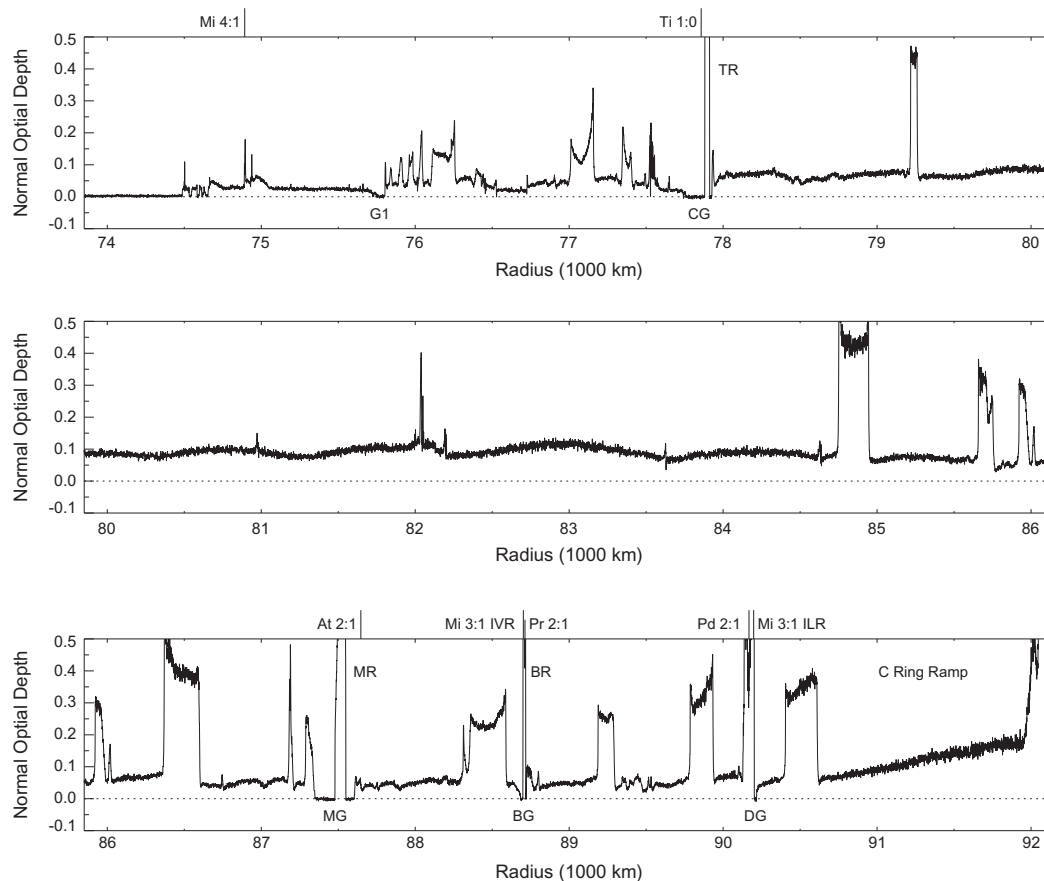 Mi 4:1 Ti 1:0
0.5
0.4
0.3
0.2
0.1
0.0
-0.1
Normal Optial Depth
TR
G1 CG
74 75 76 77 78 79 80
Radius (1000 km)
0.5
0.4
0.3
0.2
0.1
0.0
-0.1
Normal Optial Depth
80 81 82 83 84 85 86
Radius (1000 km)
At 2:1 Mi 3:1 IVR Pr 2:1 Pd 2:1 Mi 3:1 ILR
0.5
0.4
0.3
0.2
0.1
0.0
-0.1
Normal Optial Depth
MR BR C Ring Ramp
MG BG DG
86 87 88 89 90 91 92
Radius (1000 km)